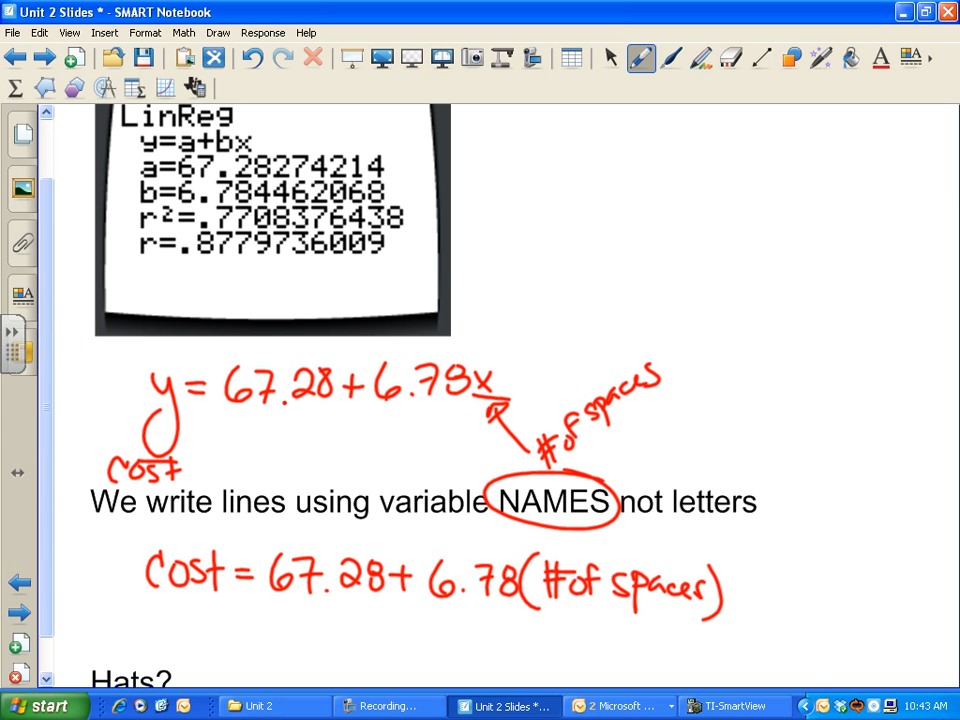 Unit 2 Slides * - SMART Notebook
File Edit View Insert Format Math Draw Response Help
LinReg
y=a+bx
a=67.28274214
b=6.784462068
r²=.7708376438
r=.8779736009
y = 67.28 + 6.78x
# of spaces
cost
We write lines using variable NAMES not letters
cost = 67.28 + 6.78(# of spaces)
Hats?
start Unit 2 Recording... Unit 2 Slides *... 2 Microsoft ... TI-SmartView 10:43 AM